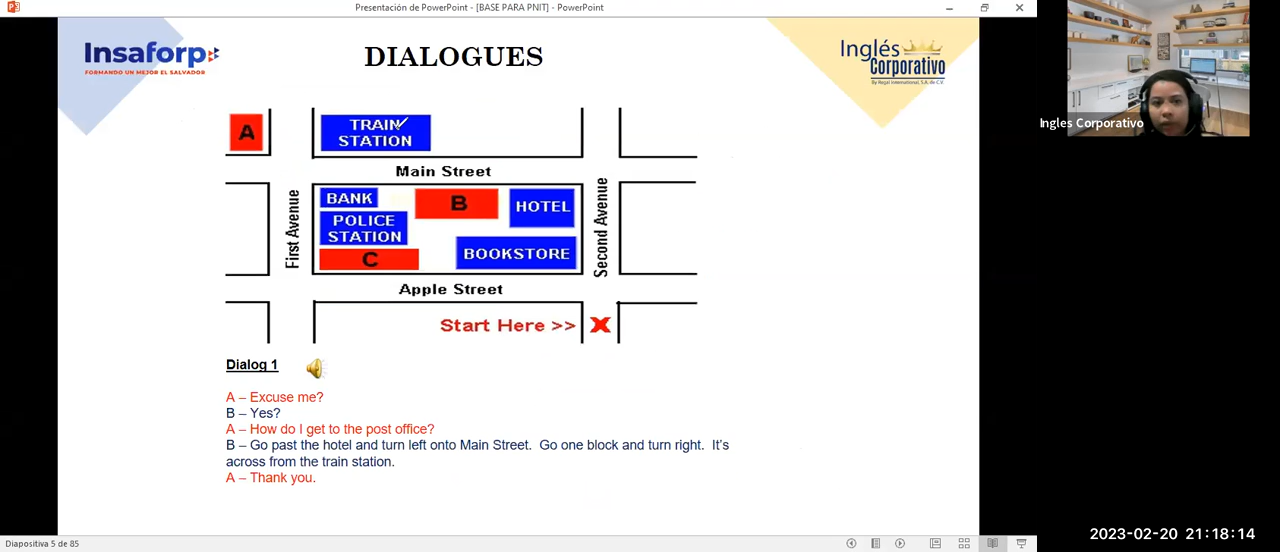 Presentación de PowerPoint - [BASE PARA PNIT] - PowerPoint
Insaforp
FORMANDO UN MEJOR EL SALVADOR
DIALOGUES
Inglés
Corporativo
By Regal International, S.A. de C.V.
Ingles Corporativo
A
TRAIN
STATION
Main Street
First Avenue
BANK
POLICE
STATION
B
HOTEL
Second Avenue
C
BOOKSTORE
Apple Street
Start Here >> X
Dialog 1
A – Excuse me?
B – Yes?
A – How do I get to the post office?
B – Go past the hotel and turn left onto Main Street. Go one block and turn right. It's
across from the train station.
A – Thank you.
Diapositiva 5 de 85
2023-02-20 21:18:14